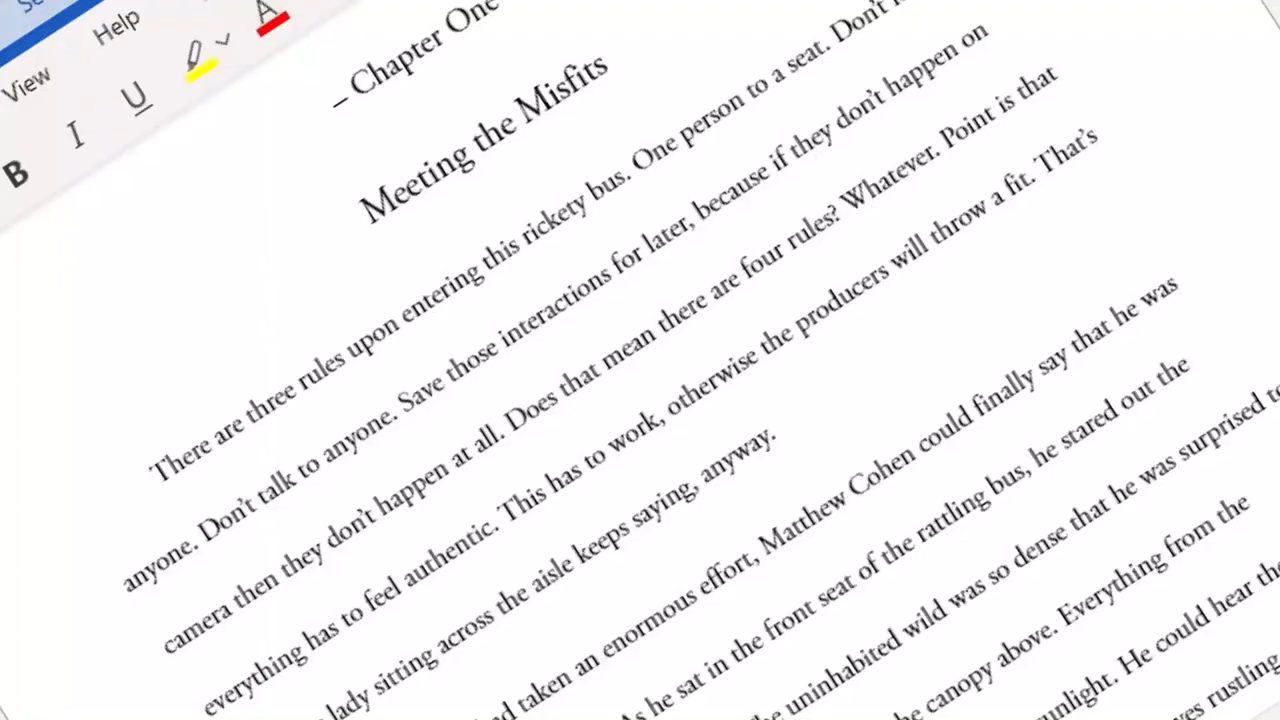 Help
View
B I U A
– Chapter One
Meeting the Misfits
There are three rules upon entering this rickety bus. One person to a seat. Don't
anyone. Don't talk to anyone. Save those interactions for later, because if they don't happen on
camera then they don't happen at all. Does that mean there are four rules? Whatever. Point is that
everything has to feel authentic. This has to work, otherwise the producers will throw a fit. That's
lady sitting across the aisle keeps saying, anyway.
taken an enormous effort, Matthew Cohen could finally say that he was
he sat in the front seat of the rattling bus, he stared out the
uninhabited wild was so dense that he was surprised
canopy above. Everything from the
He could hear
rustling